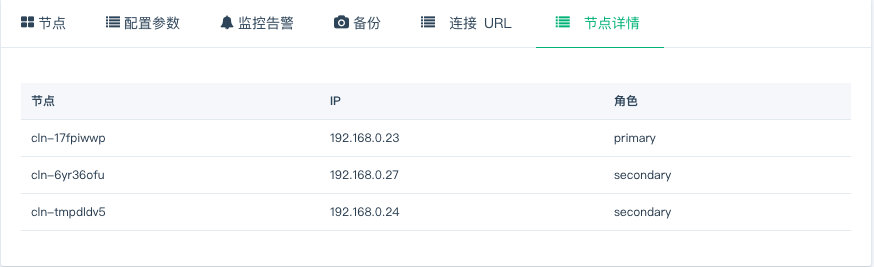 节点 配置参数 监控告警 备份 连接 URL 节点详情
节点 IP 角色
cln-17fpiwwp 192.168.0.23 primary
cln-6yr36ofu 192.168.0.27 secondary
cln-tmpdldv5 192.168.0.24 secondary